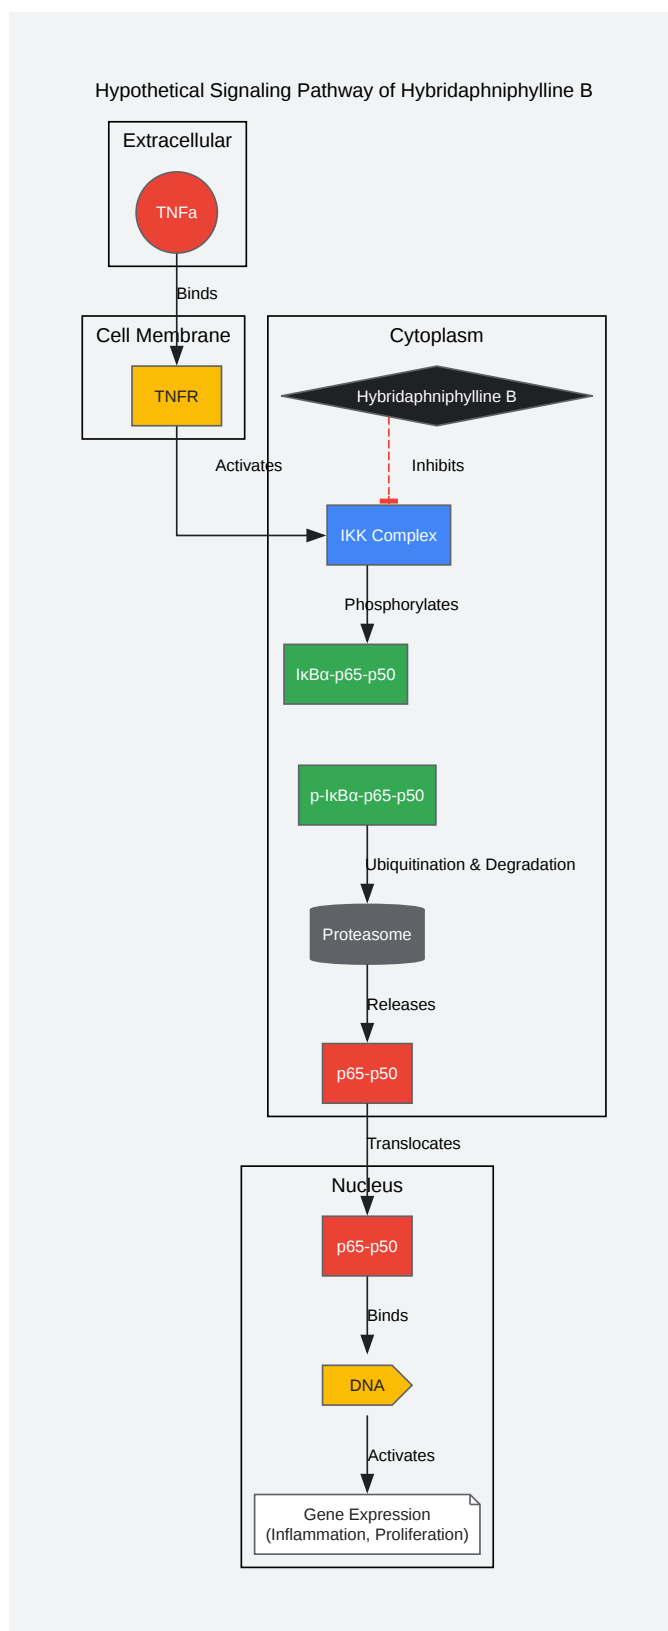 Hypothetical Signaling Pathway of Hybridaphniphylline B
Extracellular
TNFa
Binds
Cell Membrane
TNFR
Cytoplasm
Hybridaphniphylline B
Activates
Inhibits
IKK Complex
Phosphorylates
IκBα-p65-p50
p-IκBα-p65-p50
Ubiquitination & Degradation
Proteasome
Releases
p65-p50
Translocates
Nucleus
p65-p50
Binds
DNA
Activates
Gene Expression
(Inflammation, Proliferation)